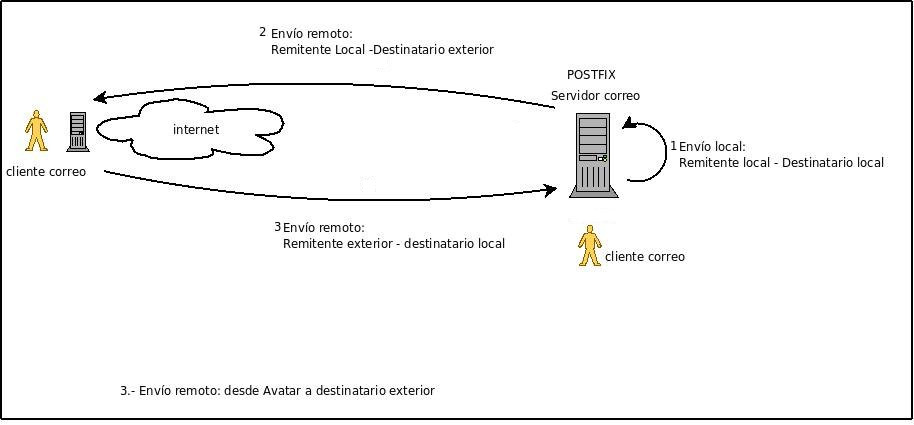 2 Envío remoto:
Remitente Local -Destinatario exterior
POSTFIX
Servidor correo
internet
1 Envío local:
Remitente local - Destinatario local
cliente correo
3 Envío remoto:
Remitente exterior - destinatario local
cliente correo
3.- Envío remoto: desde Avatar a destinatario exterior